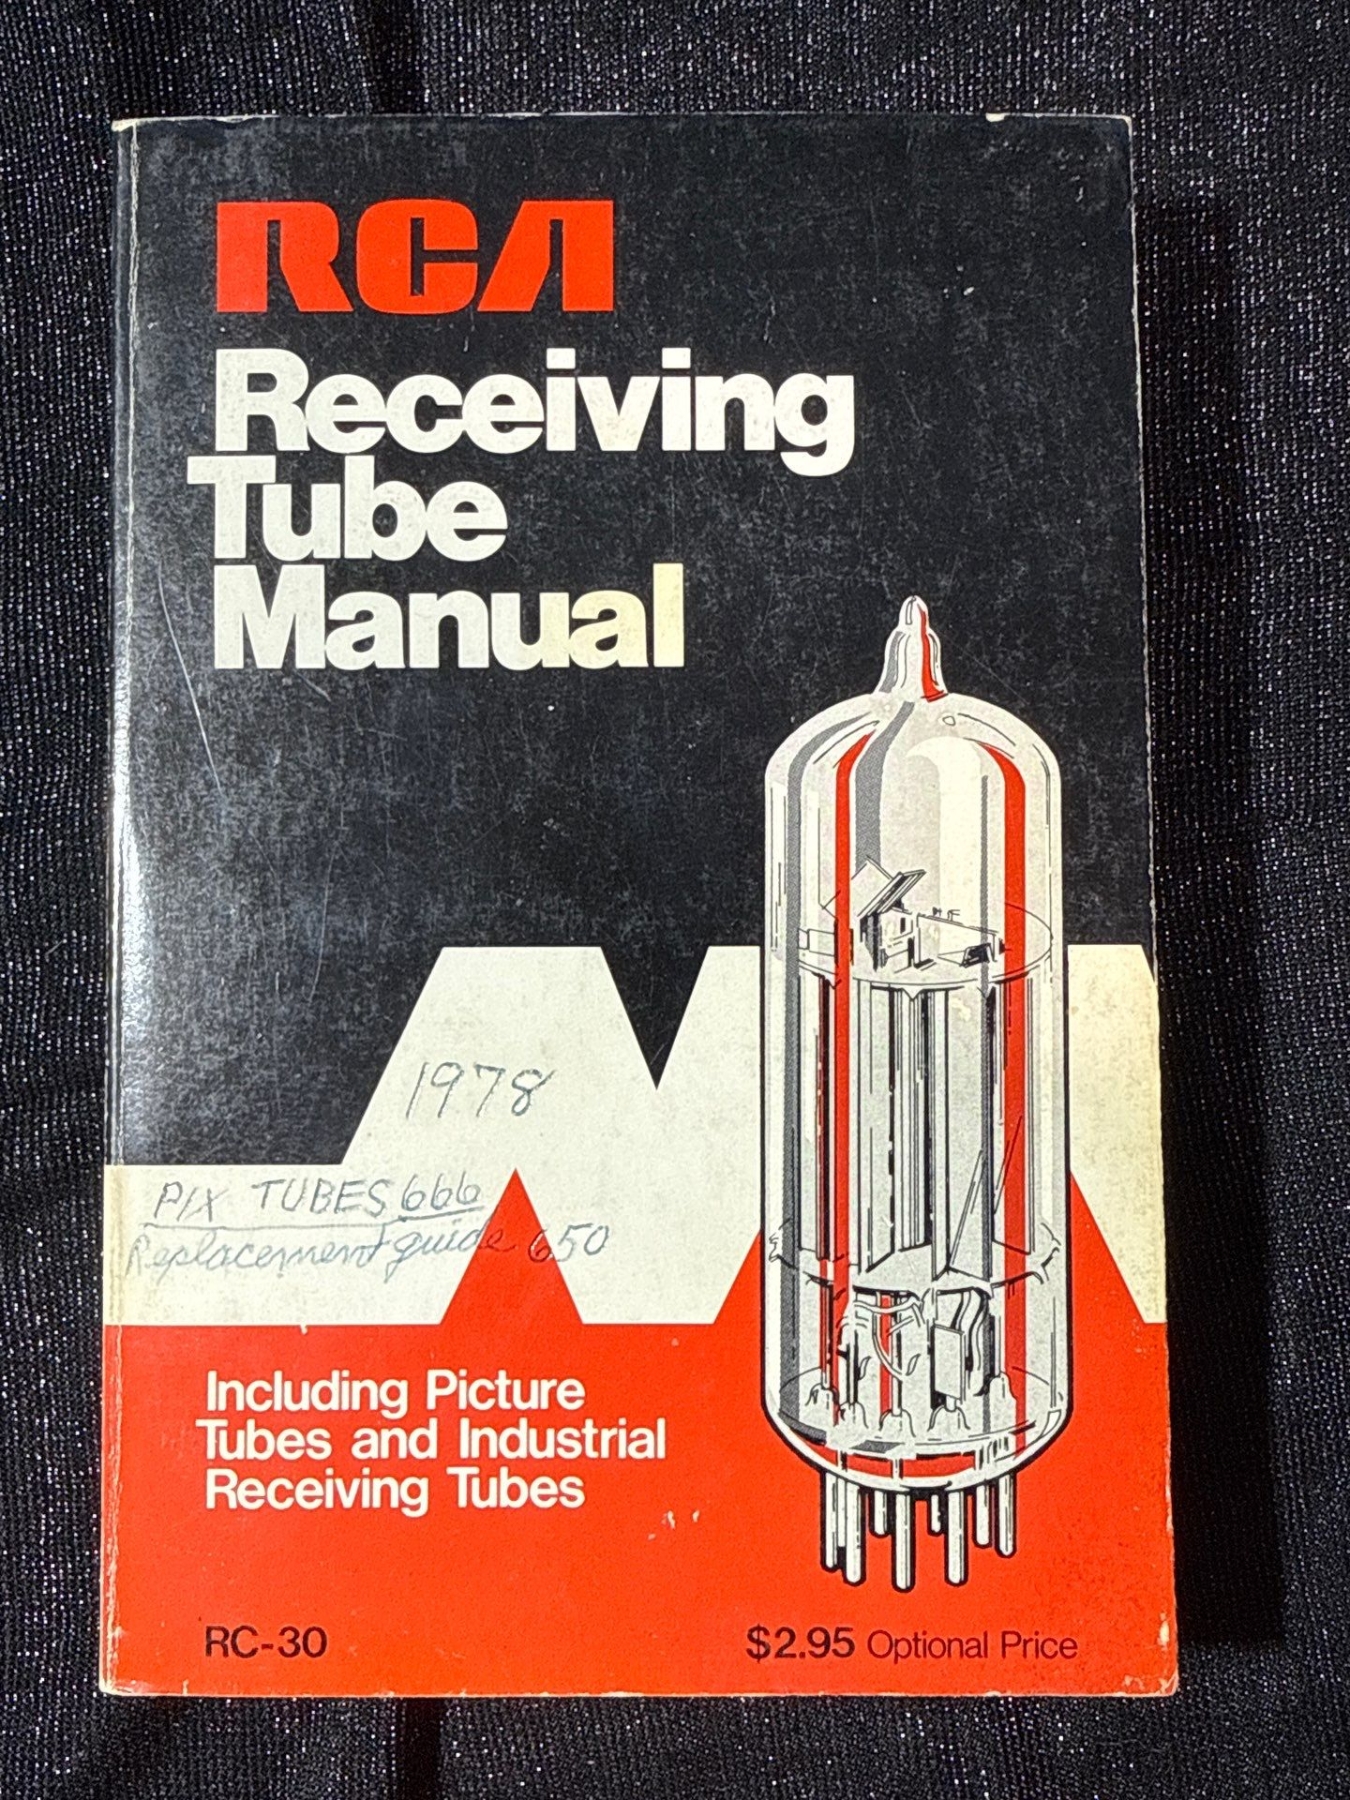 RCA
Receiving
Tube
Manual
1978
PIX TUBES 666
Replacement guide 650
Including Picture
Tubes and Industrial
Receiving Tubes
RC-30
$2.95 Optional Price